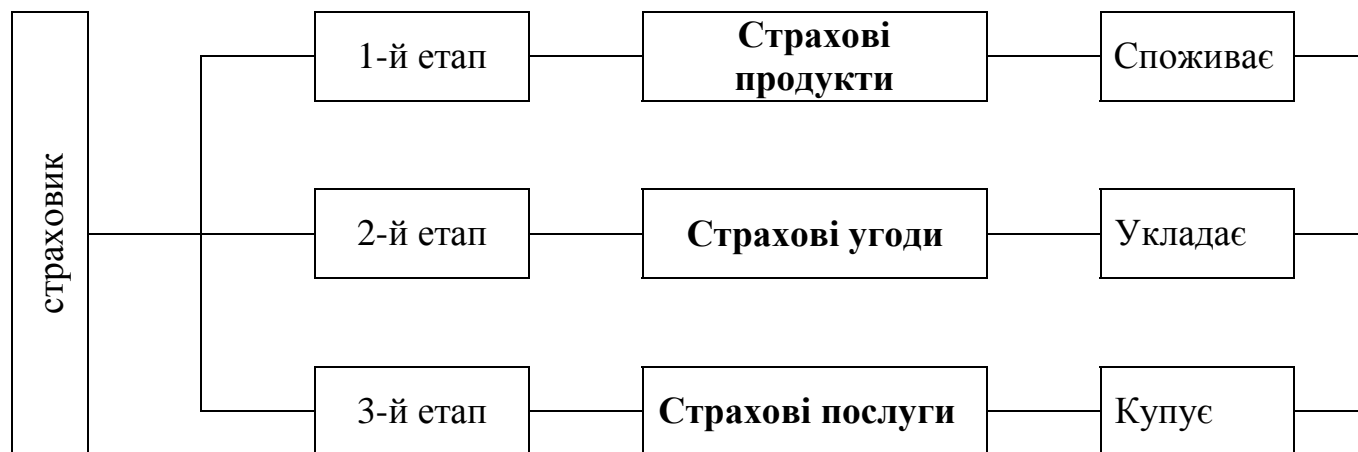 страховик
1-й етап
Страхові
продукти
Споживає
2-й етап
Страхові угоди
Укладає
3-й етап
Страхові послуги
Купує